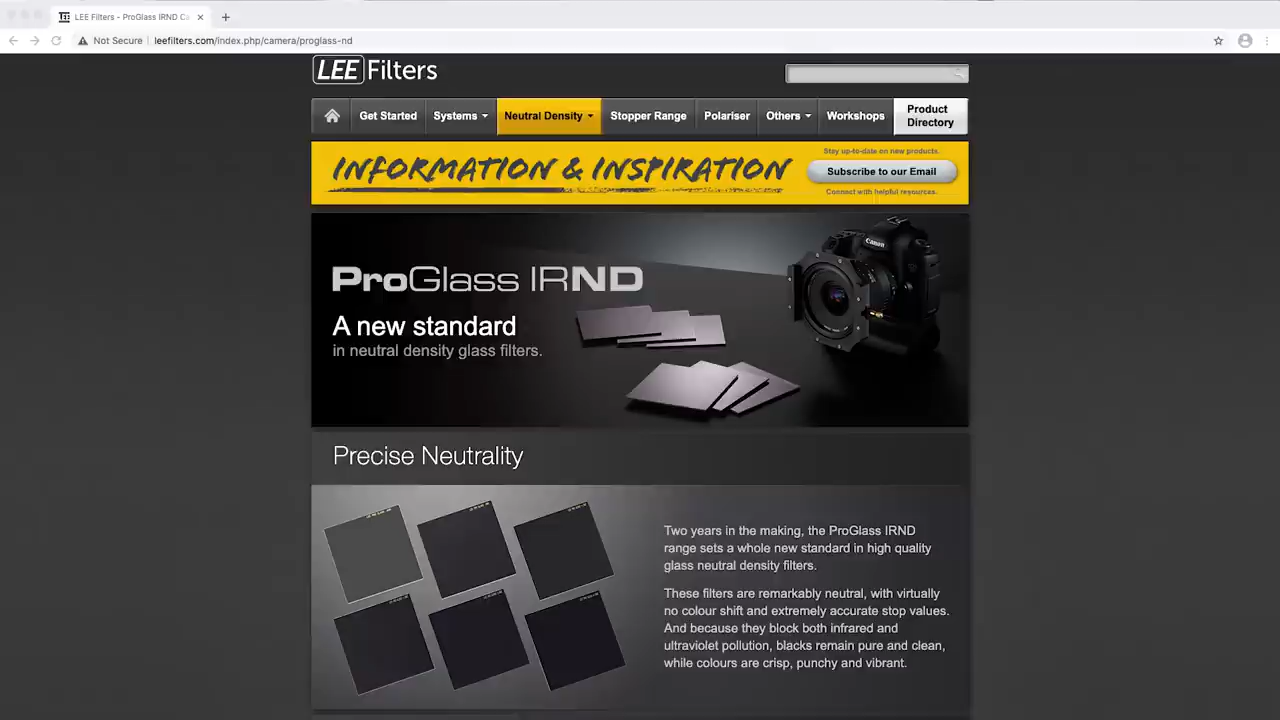 LEE Filters - ProGlass IRND Ca
Not Secure
leefilters.com/index.php/camera/proglass-nd
LEE Filters
Get Started
Systems
Neutral Density
Stopper Range
Polariser
Others
Workshops
Product
Directory
INFORMATION & INSPIRATION
Stay up-to-date on new products.
Subscribe to our Email
Connect with helpful resources.
ProGlass IRND
A new standard
in neutral density glass filters.
Canon
Precise Neutrality
Two years in the making, the ProGlass IRND
range sets a whole new standard in high quality
glass neutral density filters.
These filters are remarkably neutral, with virtually
no colour shift and extremely accurate stop values.
And because they block both infrared and
ultraviolet pollution, blacks remain pure and clean,
while colours are crisp, punchy and vibrant.